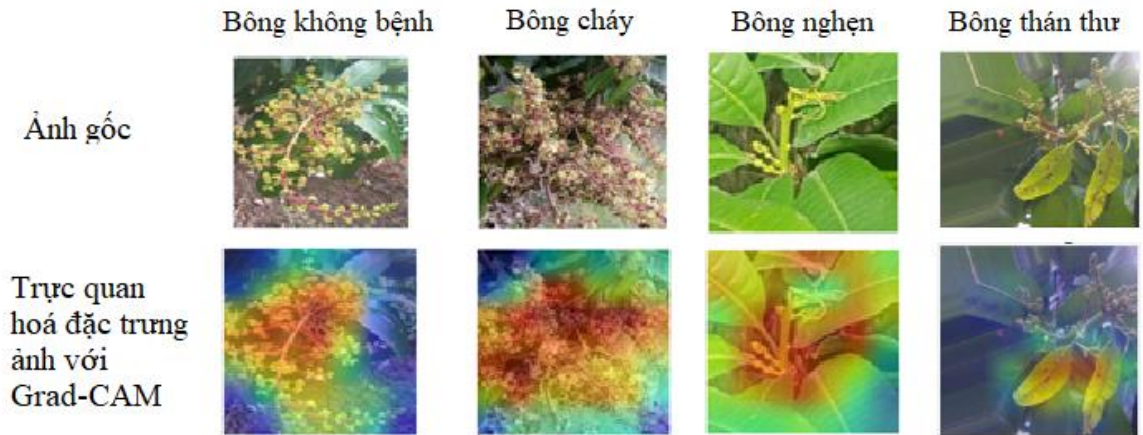 Bông không bệnh
Bông cháy
Bông nghẹn
Bông thán thư
Ảnh gốc
Trực quan
hoá đặc trưng
ảnh với
Grad-CAM